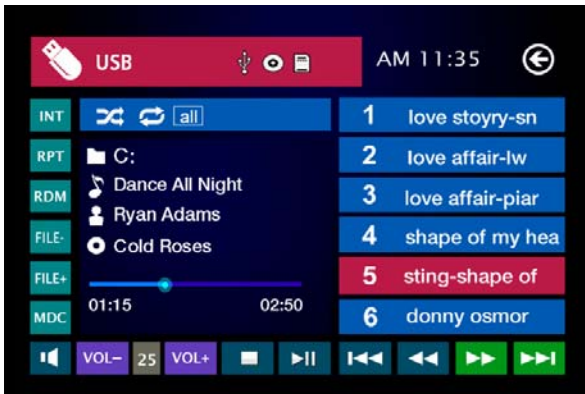 USB
AM 11:35
INT
all
RPT
C:
RDM
Dance All Night
Ryan Adams
FILE-
Cold Roses
FILE+
01:15 02:50
MDC
1 love stoyry-sn
2 love affair-lw
3 love affair-piar
4 shape of my hea
5 sting-shape of
6 donny osmor
VOL- 25 VOL+